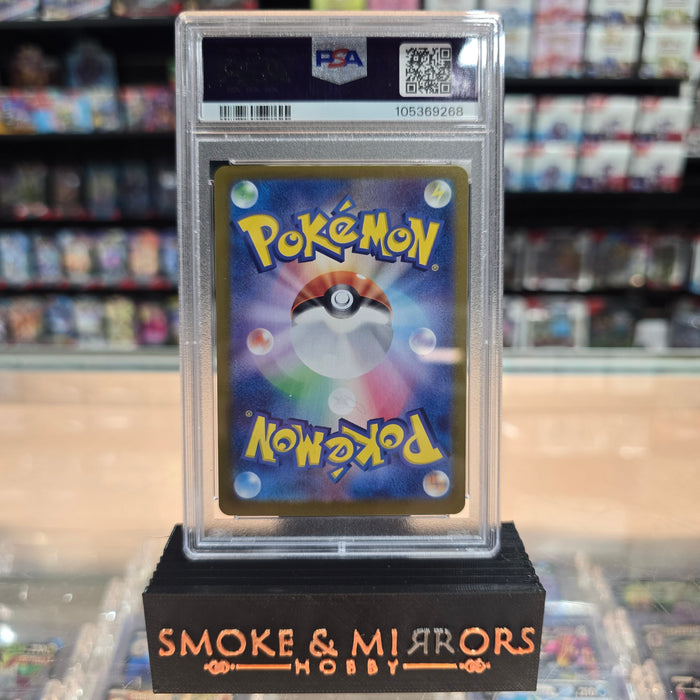 PSA
105369268
POKéMON
POKéMON
SMOKE & MIRRORS
HOBBY